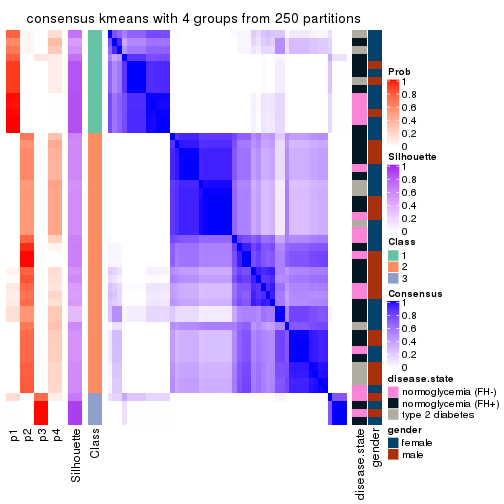 consensus kmeans with 4 groups from 250 partitions
Prob
1
0.8
0.6
0.4
0.2
0
Silhouette
1
0.8
0.6
0.4
0.2
0
Class
1
2
3
Consensus
1
0.8
0.6
0.4
0.2
0
disease.state
normoglycemia (FH-)
normoglycemia (FH+)
type 2 diabetes
gender
female
male
p1
p2
p3
p4
Silhouette
Class
disease.state
gender